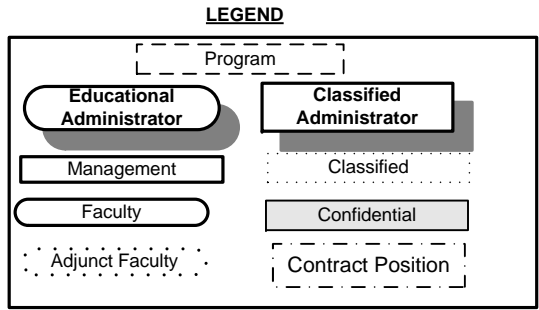 LEGEND
Program
Educational
Administrator
Classified
Administrator
Management
Classified
Faculty
Confidential
Adjunct Faculty
Contract Position